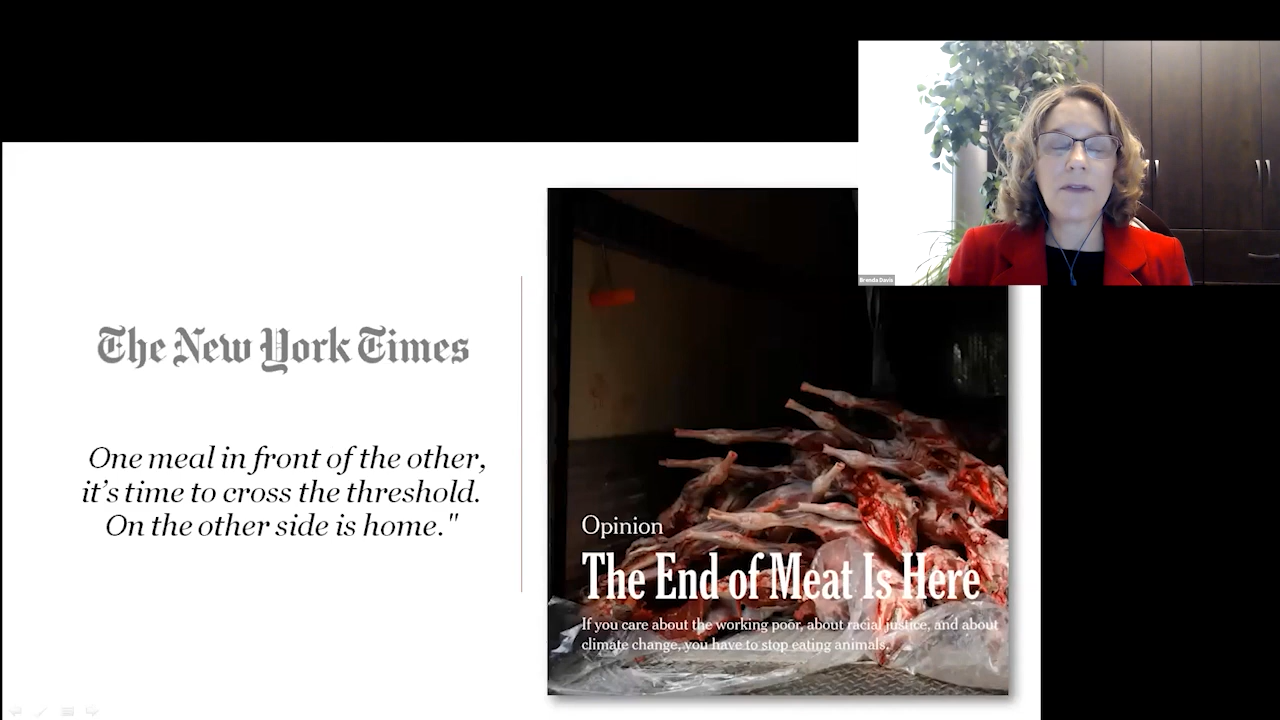 Brenda Davis
The New York Times
One meal in front of the other,
it's time to cross the threshold.
On the other side is home."
Opinion
The End of Meat Is Here
If you care about the working poor, about racial justice, and about
climate change, you have to stop eating animals.